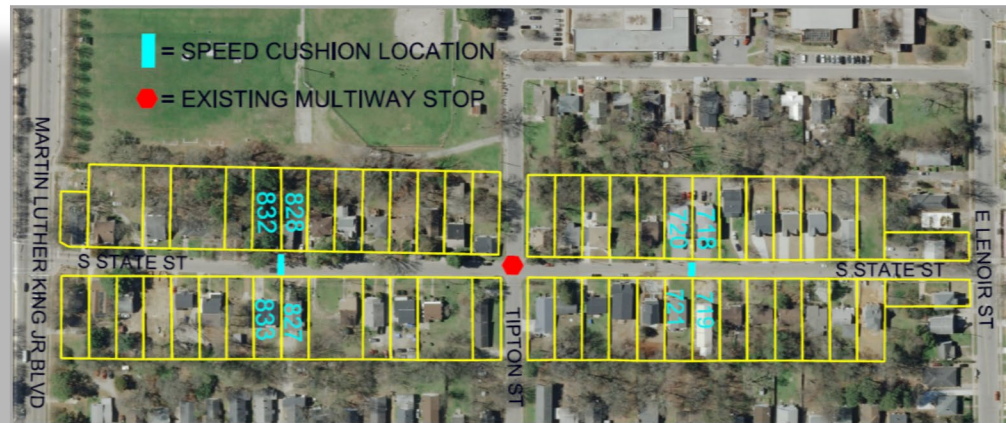 = SPEED CUSHION LOCATION
= EXISTING MULTIWAY STOP
MARTIN LUTHER KING JR BLVD
832
828
720
718
S STATE ST
S STATE ST
833
827
721
719
TIPTON ST
E LENOIR ST